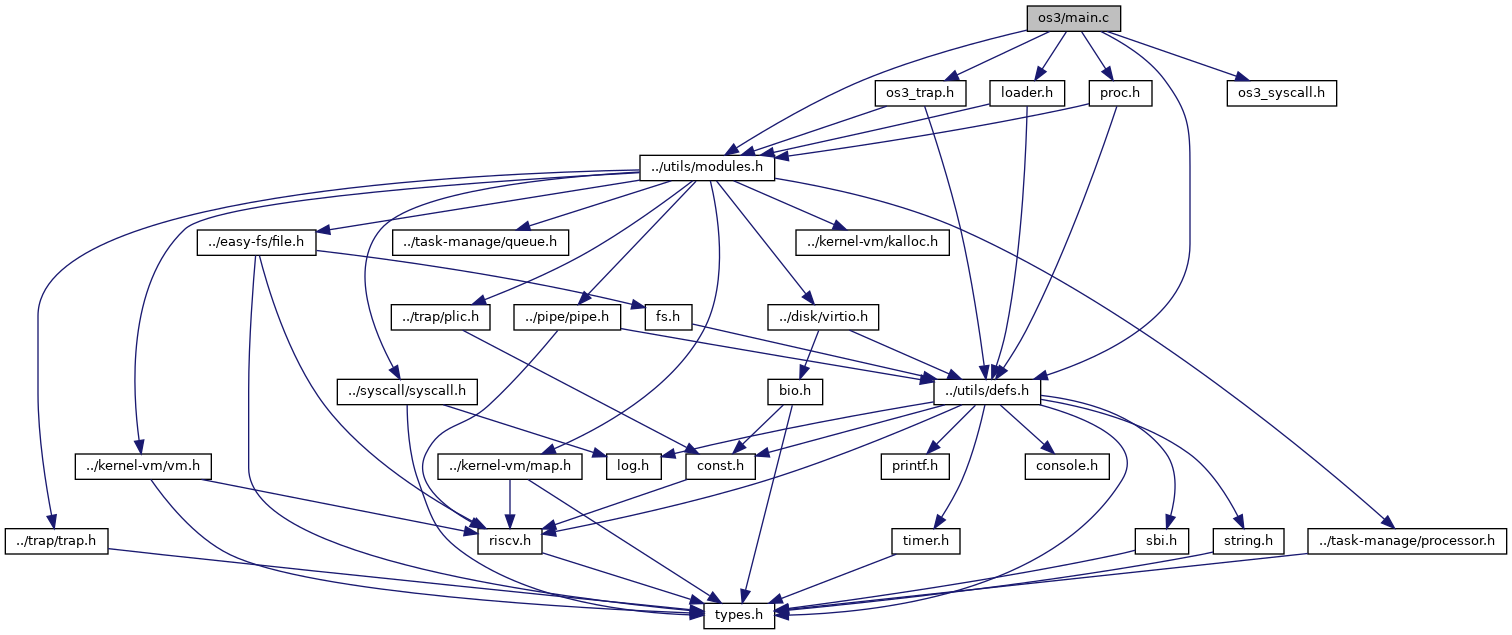 os3/main.c
os3_trap.h
loader.h
proc.h
os3_syscall.h
../utils/modules.h
../easy-fs/file.h
../task-manage/queue.h
../kernel-vm/kalloc.h
../trap/plic.h
../pipe/pipe.h
fs.h
../disk/virtio.h
../syscall/syscall.h
bio.h
../utils/defs.h
../kernel-vm/vm.h
../kernel-vm/map.h
log.h
const.h
printf.h
console.h
../trap/trap.h
riscv.h
timer.h
sbi.h
string.h
../task-manage/processor.h
types.h